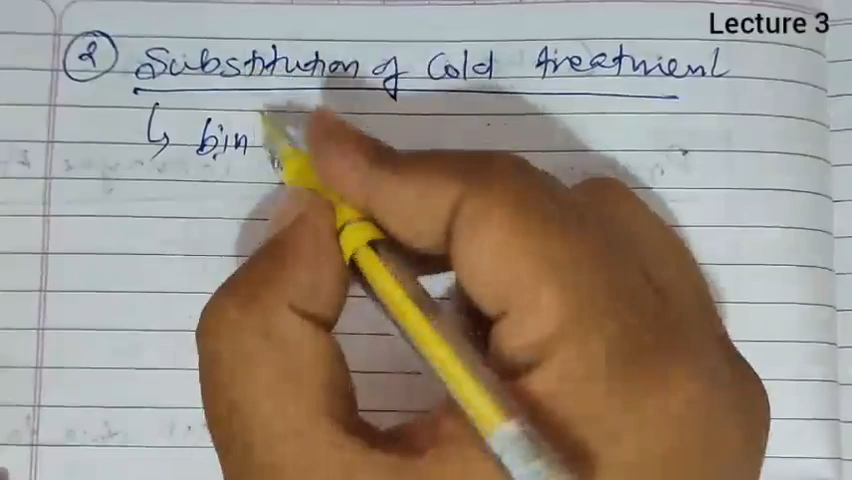 Lecture 3
② Substitution of Cold treatment
↳ bin